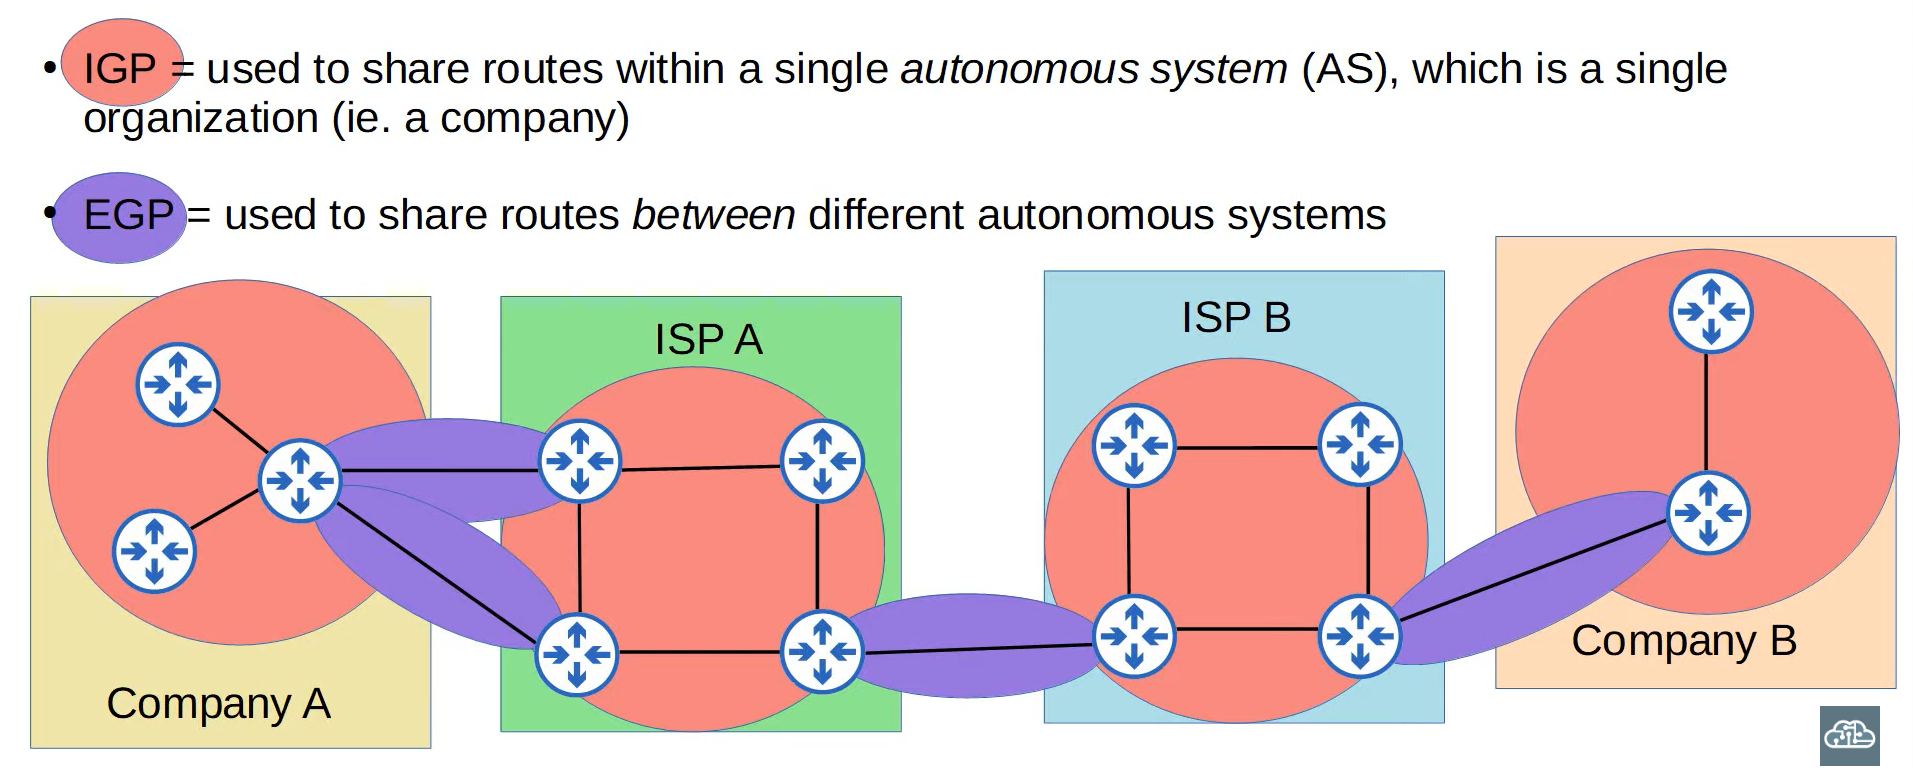 • IGP = used to share routes within a single autonomous system (AS), which is a single
organization (ie. a company)
• EGP = used to share routes between different autonomous systems
ISP A
ISP B
Company A
Company B